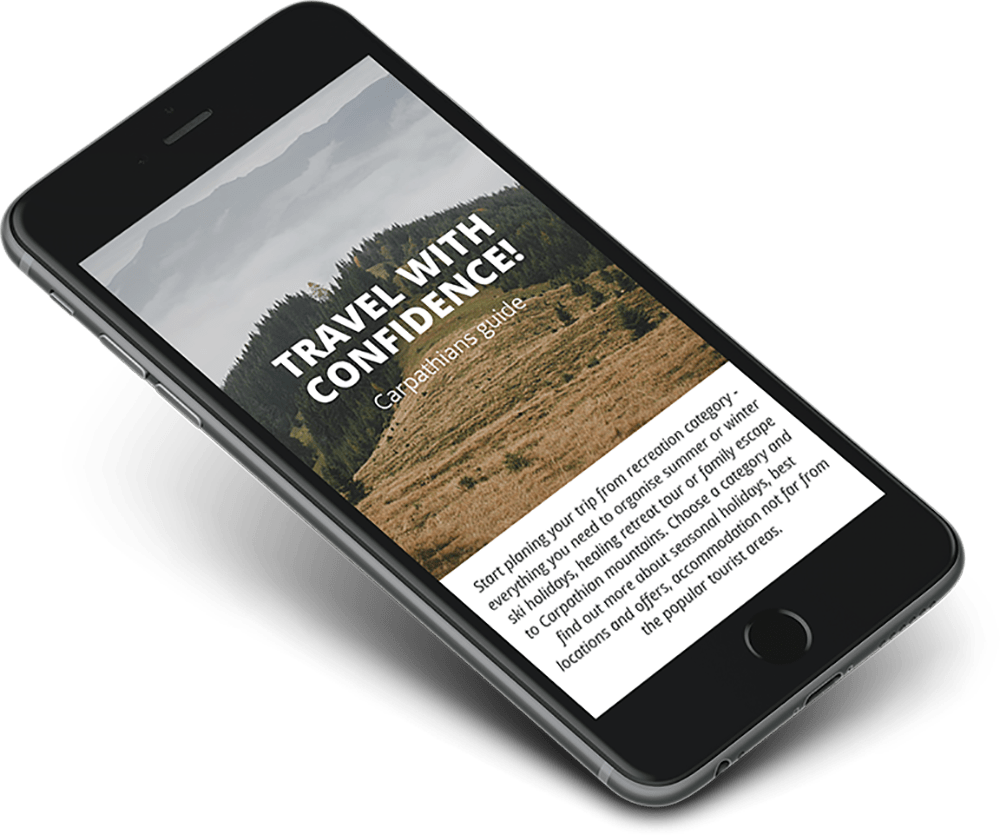 TRAVEL WITH
CONFIDENCE!
Carpathians guide
Start planing your trip from recreation category -
everything you need to organise summer or winter
ski holidays, healing retreat tour or family escape
to Carpathian mountains. Choose a category and
find out more about seasonal holidays, best
locations and offers, accommodation not far from
the popular tourist areas.